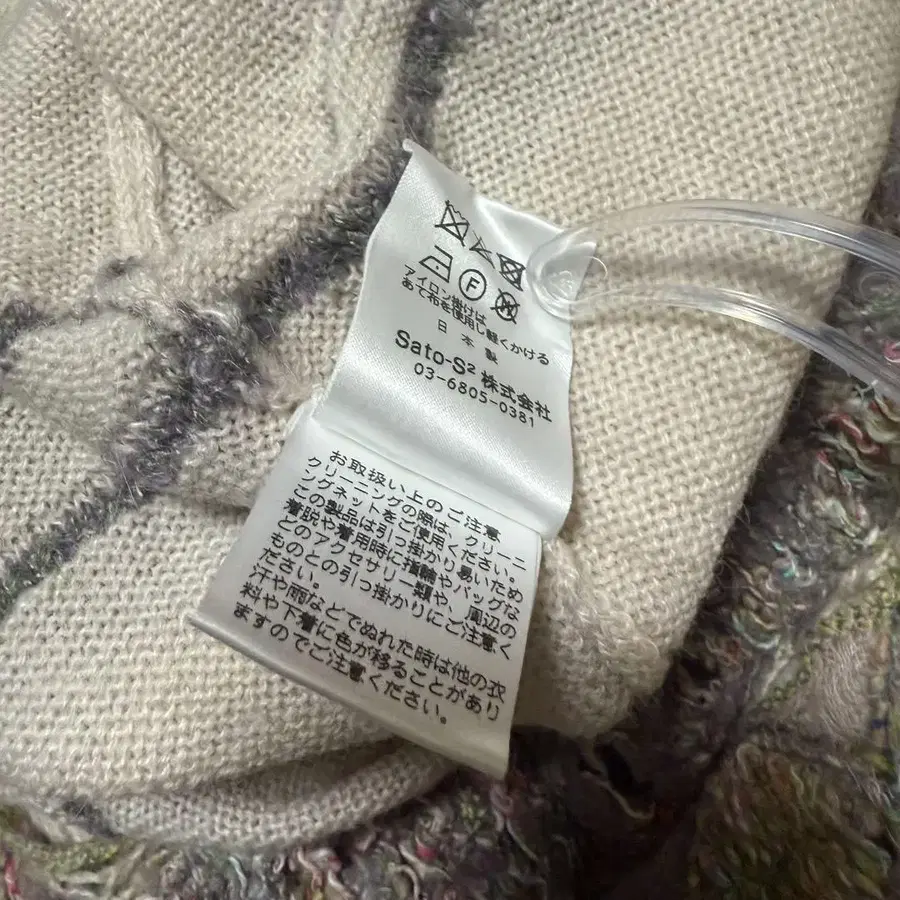 F
アイロン掛けは
あて布を使用し軽くかける
日本製
Sato-S² 株式会社
03-6805-0381
お取扱い上のご注意
クリーニングの際は、クリーニ
ングネットをご使用ください。
この製品は引っ掛かり易いため
着脱や着用時に指輪やバッグな
どのアクセサリー類や、周辺の
ものとの引っ掛かりにご注意く
ださい。
汗や雨などでぬれた時は他の衣
料や下着に色が移ることがあり
ますのでご注意ください。